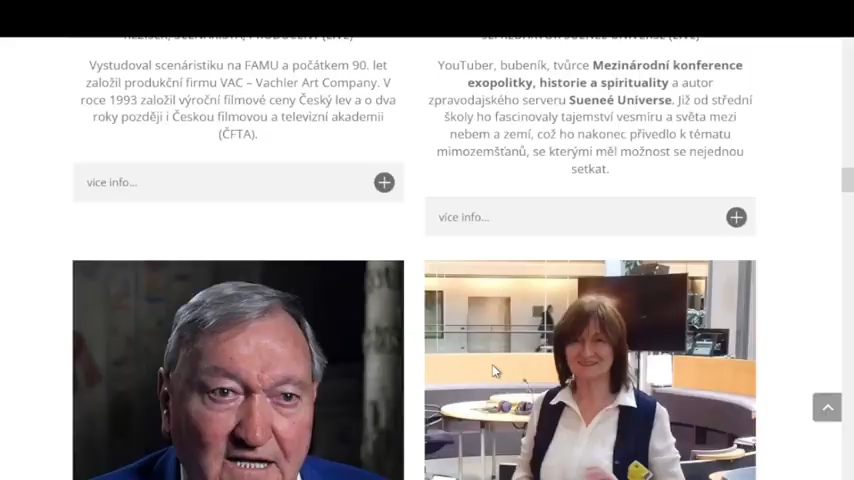 Vystudoval scenáristiku na FAMU a počátkem 90. let
založil produkční firmu VAC – Vachler Art Company. V
roce 1993 založil výroční filmové ceny Český lev a o dva
roky později i Českou filmovou a televizní akademii
(ČFTA).
více info...
YouTuber, bubeník, tvůrce Mezinárodní konference
exopolitky, historie a spirituality a autor
zpravodajského serveru Sueneé Universe. Již od střední
školy ho fascinovaly tajemství vesmíru a světa mezi
nebem a zemí, což ho nakonec přivedlo k tématu
mimozemšťanů, se kterými měl možnost se nejednou
setkat.
více info...